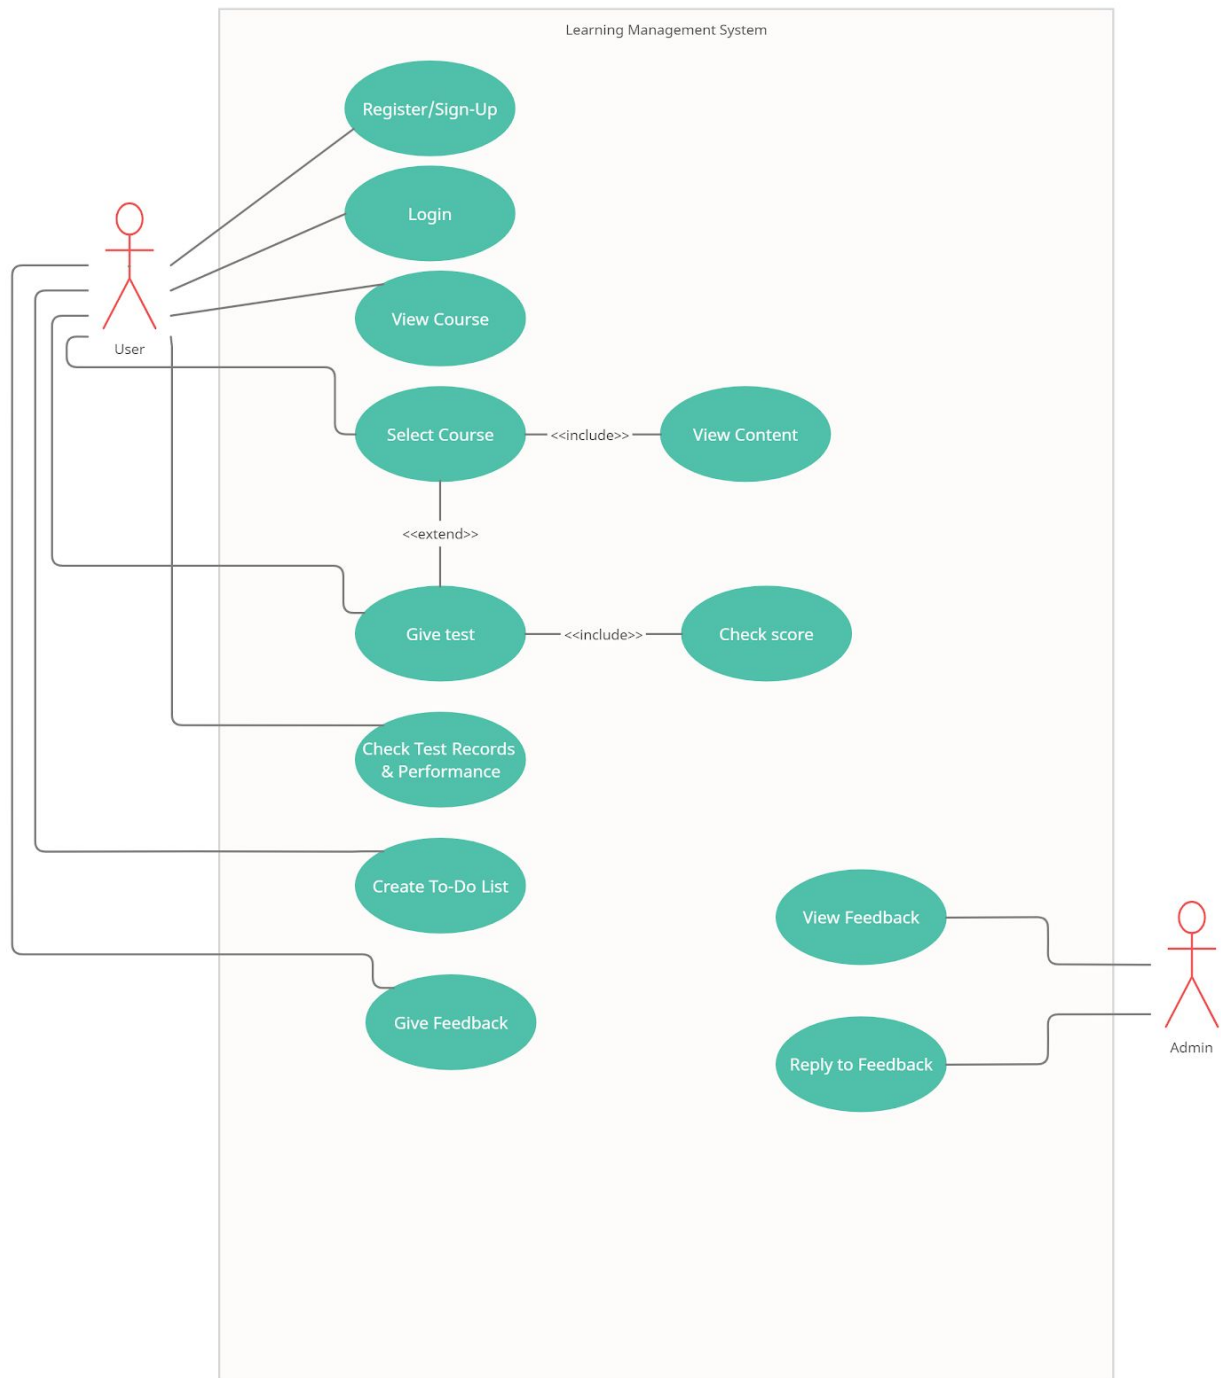 Learning Management System
Register/Sign-Up
Login
View Course
User
Select Course
<<include>>
View Content
<<extend>>
Give test
<<include>>
Check score
Check Test Records
& Performance
Create To-Do List
View Feedback
Give Feedback
Reply to Feedback
Admin